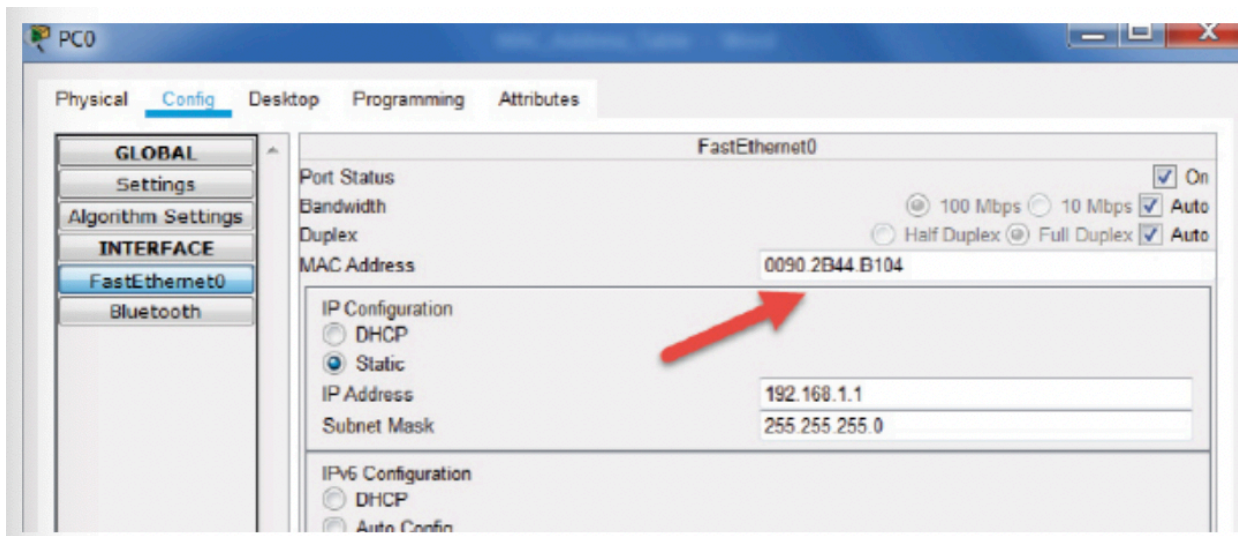 PC0
Physical Config Desktop Programming Attributes
GLOBAL
Settings
Algorithm Settings
INTERFACE
FastEthernet0
Bluetooth
FastEthernet0
Port Status On
Bandwidth 100 Mbps 10 Mbps Auto
Duplex Half Duplex Full Duplex Auto
MAC Address 0090.2B44.B104
IP Configuration
DHCP
Static
IP Address 192.168.1.1
Subnet Mask 255.255.255.0
IPv6 Configuration
DHCP
Auto Config